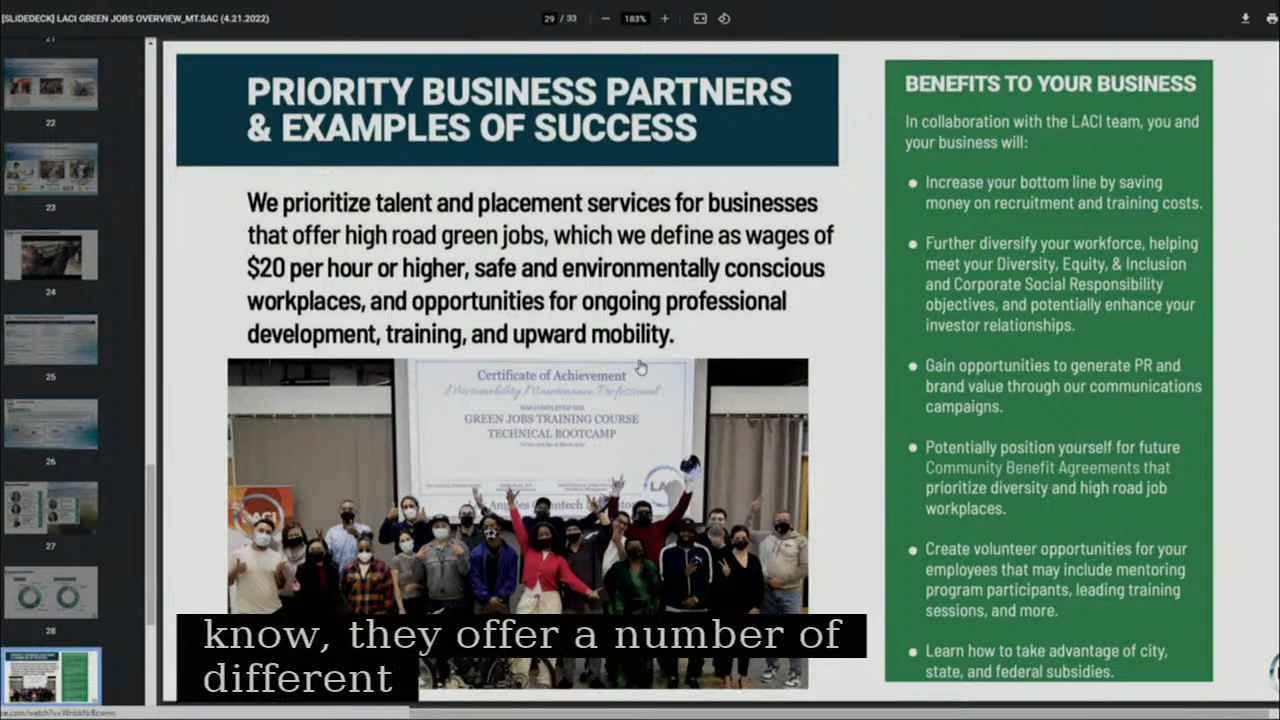 [SLIDEDECK] LACI GREEN JOBS OVERVIEW_MT.SAC (4.21.2022)
29 / 33
183%
21
22
23
24
25
26
27
28
PRIORITY BUSINESS PARTNERS
& EXAMPLES OF SUCCESS
We prioritize talent and placement services for businesses
that offer high road green jobs, which we define as wages of
$20 per hour or higher, safe and environmentally conscious
workplaces, and opportunities for ongoing professional
development, training, and upward mobility.
Certificate of Achievement
Micromobility Maintenance Professional
HAS COMPLETED THE
GREEN JOBS TRAINING COURSE
TECHNICAL BOOTCAMP
LACI
know, they offer a number of
different
BENEFITS TO YOUR BUSINESS
In collaboration with the LACI team, you and
your business will:
Increase your bottom line by saving
money on recruitment and training costs.
Further diversify your workforce, helping
meet your Diversity, Equity, & Inclusion
and Corporate Social Responsibility
objectives, and potentially enhance your
investor relationships.
Gain opportunities to generate PR and
brand value through our communications
campaigns.
Potentially position yourself for future
Community Benefit Agreements that
prioritize diversity and high road job
workplaces.
Create volunteer opportunities for your
employees that may include mentoring
program participants, leading training
sessions, and more.
Learn how to take advantage of city,
state, and federal subsidies.